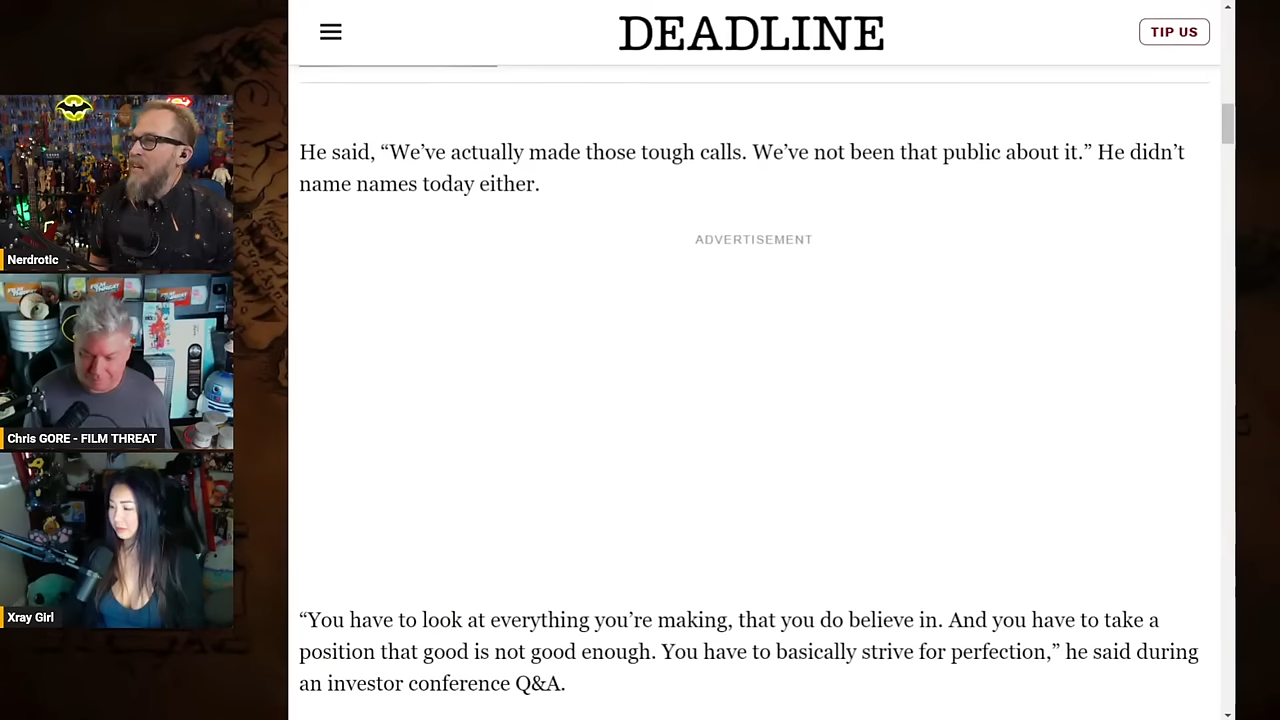 DEADLINE
TIP US
He said, “We’ve actually made those tough calls. We’ve not been that public about it.” He didn’t
name names today either.
ADVERTISEMENT
“You have to look at everything you’re making, that you do believe in. And you have to take a
position that good is not good enough. You have to basically strive for perfection,” he said during
an investor conference Q&A.
Nerdrotic
Chris GORE - FILM THREAT
Xray Girl